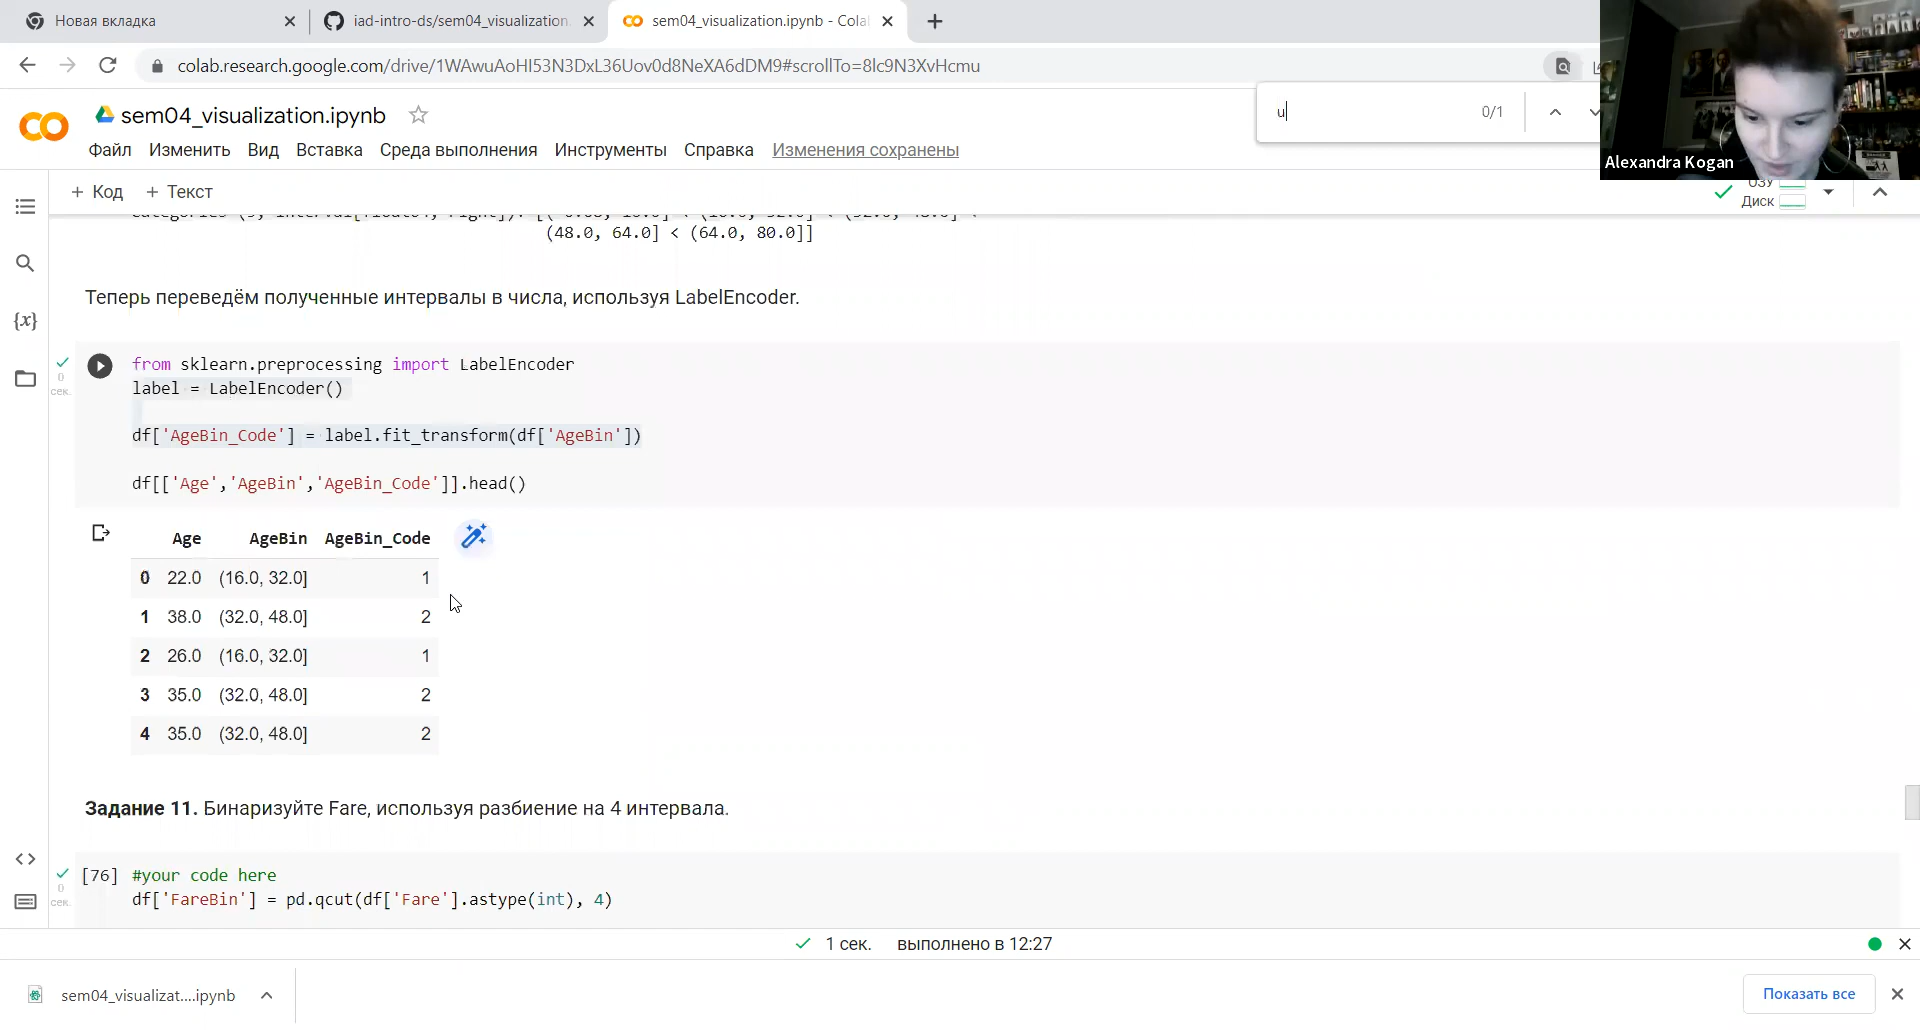 Новая вкладка
iad-intro-ds/sem04_visualization.
sem04_visualization.ipynb - Cola
colab.research.google.com/drive/1WAwuAoHI53N3DxL36Uov0d8NeXA6dDM9#scrollTo=8lc9N3XvHcmu
u
0/1
Alexandra Kogan
sem04_visualization.ipynb
Файл Изменить Вид Вставка Среда выполнения Инструменты Справка Изменения сохранены
+ Код + Текст
ОЗУ
Диск
(48.0, 64.0] < (64.0, 80.0]]
Теперь переведём полученные интервалы в числа, используя LabelEncoder.
0
сек.
from sklearn.preprocessing import LabelEncoder
label = LabelEncoder()
df['AgeBin_Code'] = label.fit_transform(df['AgeBin'])
df[['Age','AgeBin','AgeBin_Code']].head()
Age AgeBin AgeBin_Code
0 22.0 (16.0, 32.0] 1
1 38.0 (32.0, 48.0] 2
2 26.0 (16.0, 32.0] 1
3 35.0 (32.0, 48.0] 2
4 35.0 (32.0, 48.0] 2
Задание 11. Бинаризуйте Fare, используя разбиение на 4 интервала.
0
сек.
[76] #your code here
df['FareBin'] = pd.qcut(df['Fare'].astype(int), 4)
1 сек. выполнено в 12:27
sem04_visualizat....ipynb
Показать все